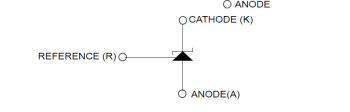 ANODE
CATHODE (K)
REFERENCE (R)
ANODE(A)